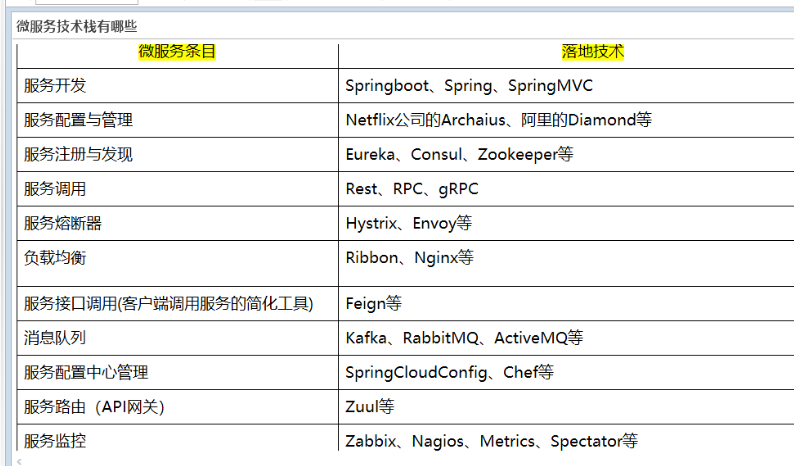 微服务技术栈有哪些
微服务条目 落地技术
服务开发 Springboot、Spring、SpringMVC
服务配置与管理 Netflix公司的Archaius、阿里的Diamond等
服务注册与发现 Eureka、Consul、Zookeeper等
服务调用 Rest、RPC、gRPC
服务熔断器 Hystrix、Envoy等
负载均衡 Ribbon、Nginx等
服务接口调用(客户端调用服务的简化工具) Feign等
消息队列 Kafka、RabbitMQ、ActiveMQ等
服务配置中心管理 SpringCloudConfig、Chef等
服务路由（API网关） Zuul等
服务监控 Zabbix、Nagios、Metrics、Spectator等